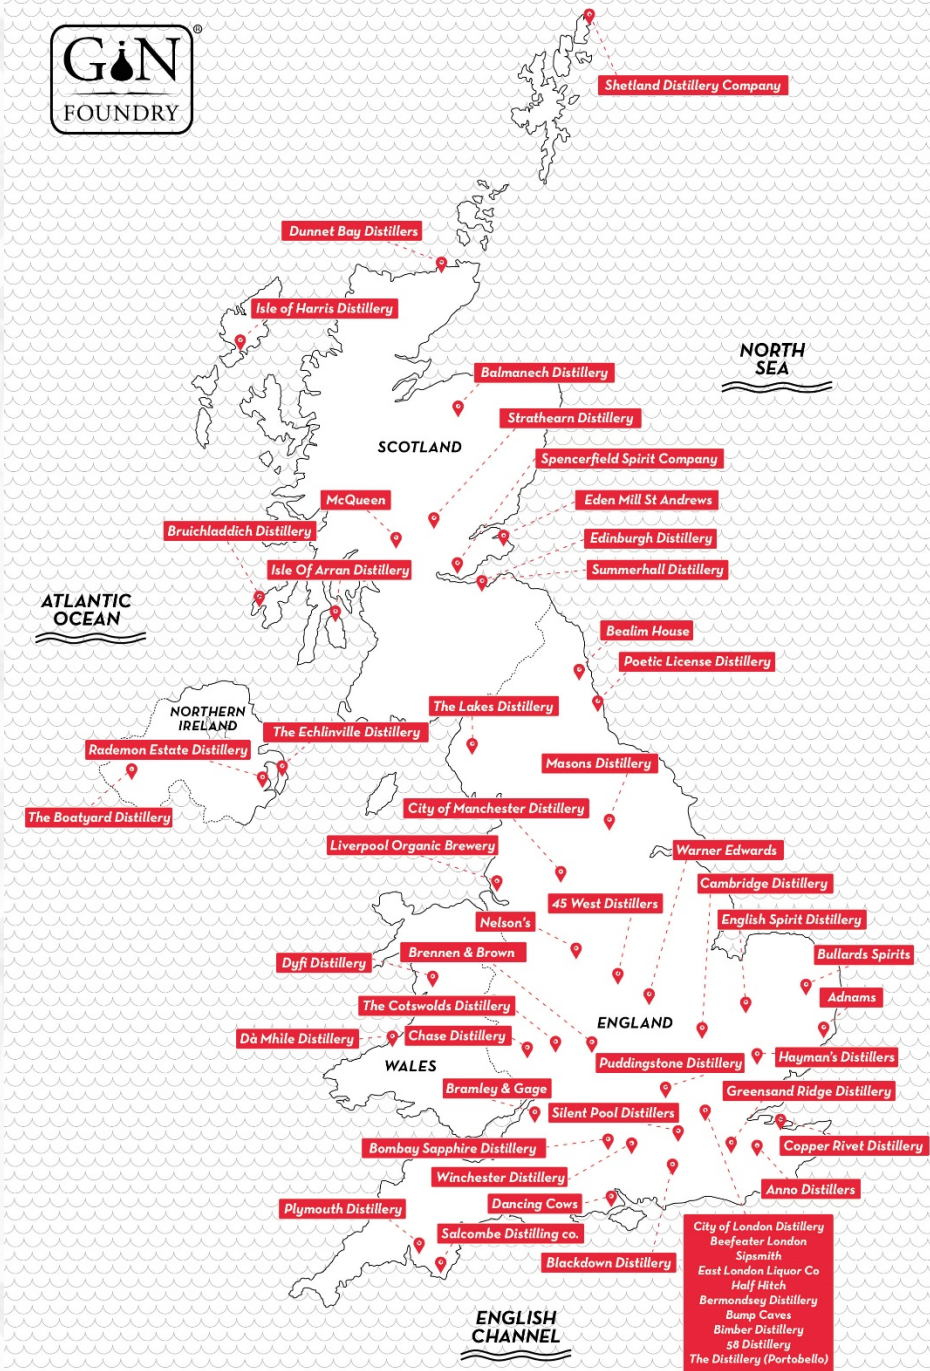 GiN
FOUNDRY
®
Shetland Distillery Company
Dunnet Bay Distillers
Isle of Harris Distillery
NORTH
SEA
Balmanech Distillery
Strathearn Distillery
SCOTLAND
Spencerfield Spirit Company
McQueen
Eden Mill St Andrews
Bruichladdich Distillery
Edinburgh Distillery
Isle Of Arran Distillery
Summerhall Distillery
ATLANTIC
OCEAN
Bealim House
Poetic License Distillery
NORTHERN
IRELAND
The Lakes Distillery
The Echlinville Distillery
Rademon Estate Distillery
Masons Distillery
The Boatyard Distillery
City of Manchester Distillery
Liverpool Organic Brewery
Warner Edwards
Cambridge Distillery
45 West Distillers
English Spirit Distillery
Nelson's
Brennen & Brown
Bullards Spirits
Dyfi Distillery
Adnams
The Cotswolds Distillery
ENGLAND
Dà Mhile Distillery
Chase Distillery
Hayman's Distillers
WALES
Puddingstone Distillery
Bramley & Gage
Greensand Ridge Distillery
Silent Pool Distillers
Bombay Sapphire Distillery
Copper Rivet Distillery
Winchester Distillery
Anno Distillers
Dancing Cows
Plymouth Distillery
Salcombe Distilling co.
Blackdown Distillery
City of London Distillery
Beefeater London
Sipsmith
East London Liquor Co
Half Hitch
Bermondsey Distillery
Bump Caves
Bimber Distillery
58 Distillery
The Distillery (Portobello)
ENGLISH
CHANNEL